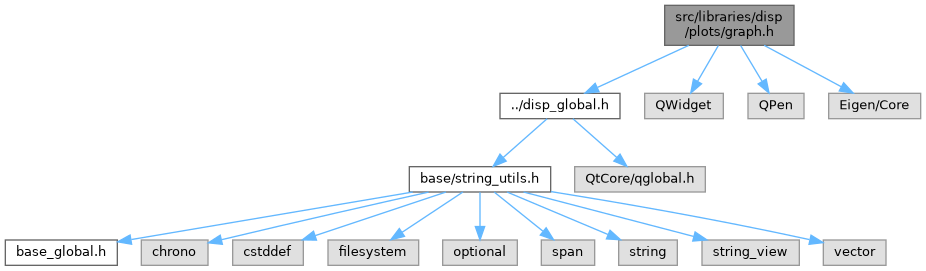 src/libraries/disp
/plots/graph.h
../disp_global.h
QWidget
QPen
Eigen/Core
base/string_utils.h
QtCore/qglobal.h
base_global.h
chrono
cstddef
filesystem
optional
span
string
string_view
vector